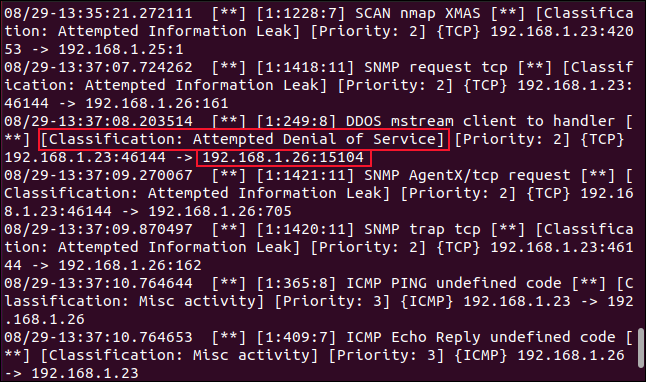 08/29-13:35:21.272111  [**] [1:1228:7] SCAN nmap XMAS [**] [Classifica
tion: Attempted Information Leak] [Priority: 2] {TCP} 192.168.1.23:420
53 -> 192.168.1.25:1
08/29-13:37:07.724262  [**] [1:1418:11] SNMP request tcp [**] [Classif
ication: Attempted Information Leak] [Priority: 2] {TCP} 192.168.1.23:
46144 -> 192.168.1.26:161
08/29-13:37:08.203514  [**] [1:249:8] DDOS mstream client to handler [
**] [Classification: Attempted Denial of Service] [Priority: 2] {TCP}
192.168.1.23:46144 -> 192.168.1.26:15104
08/29-13:37:09.270067  [**] [1:1421:11] SNMP AgentX/tcp request [**] [
Classification: Attempted Information Leak] [Priority: 2] {TCP} 192.16
8.1.23:46144 -> 192.168.1.26:705
08/29-13:37:09.870497  [**] [1:1420:11] SNMP trap tcp [**] [Classifica
tion: Attempted Information Leak] [Priority: 2] {TCP} 192.168.1.23:461
44 -> 192.168.1.26:162
08/29-13:37:10.764644  [**] [1:365:8] ICMP PING undefined code [**] [C
lassification: Misc activity] [Priority: 3] {ICMP} 192.168.1.23 -> 192
.168.1.26
08/29-13:37:10.764653  [**] [1:409:7] ICMP Echo Reply undefined code [
**] [Classification: Misc activity] [Priority: 3] {ICMP} 192.168.1.26
-> 192.168.1.23